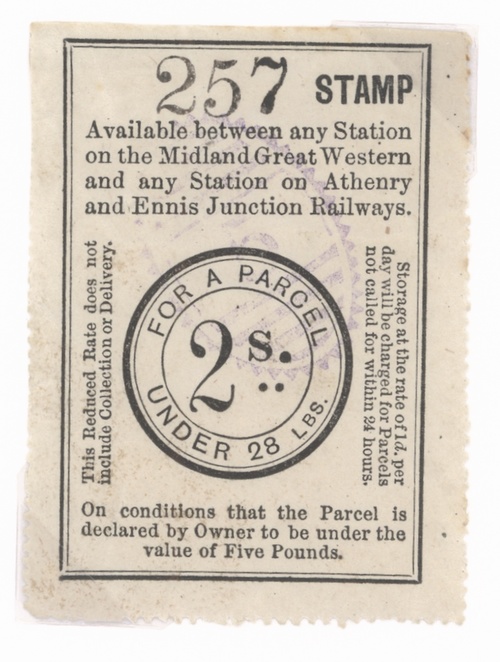 257 STAMP
Available between any Station
on the Midland Great Western
and any Station on Athenry
and Ennis Junction Railways.
This Reduced Rate does not
include Collection or Delivery.
FOR A PARCEL
2s.
UNDER 28 LBS.
Storage at the rate of 1d. per
day will be charged for Parcels
not called for within 24 hours.
On conditions that the Parcel is
declared by Owner to be under the
value of Five Pounds.